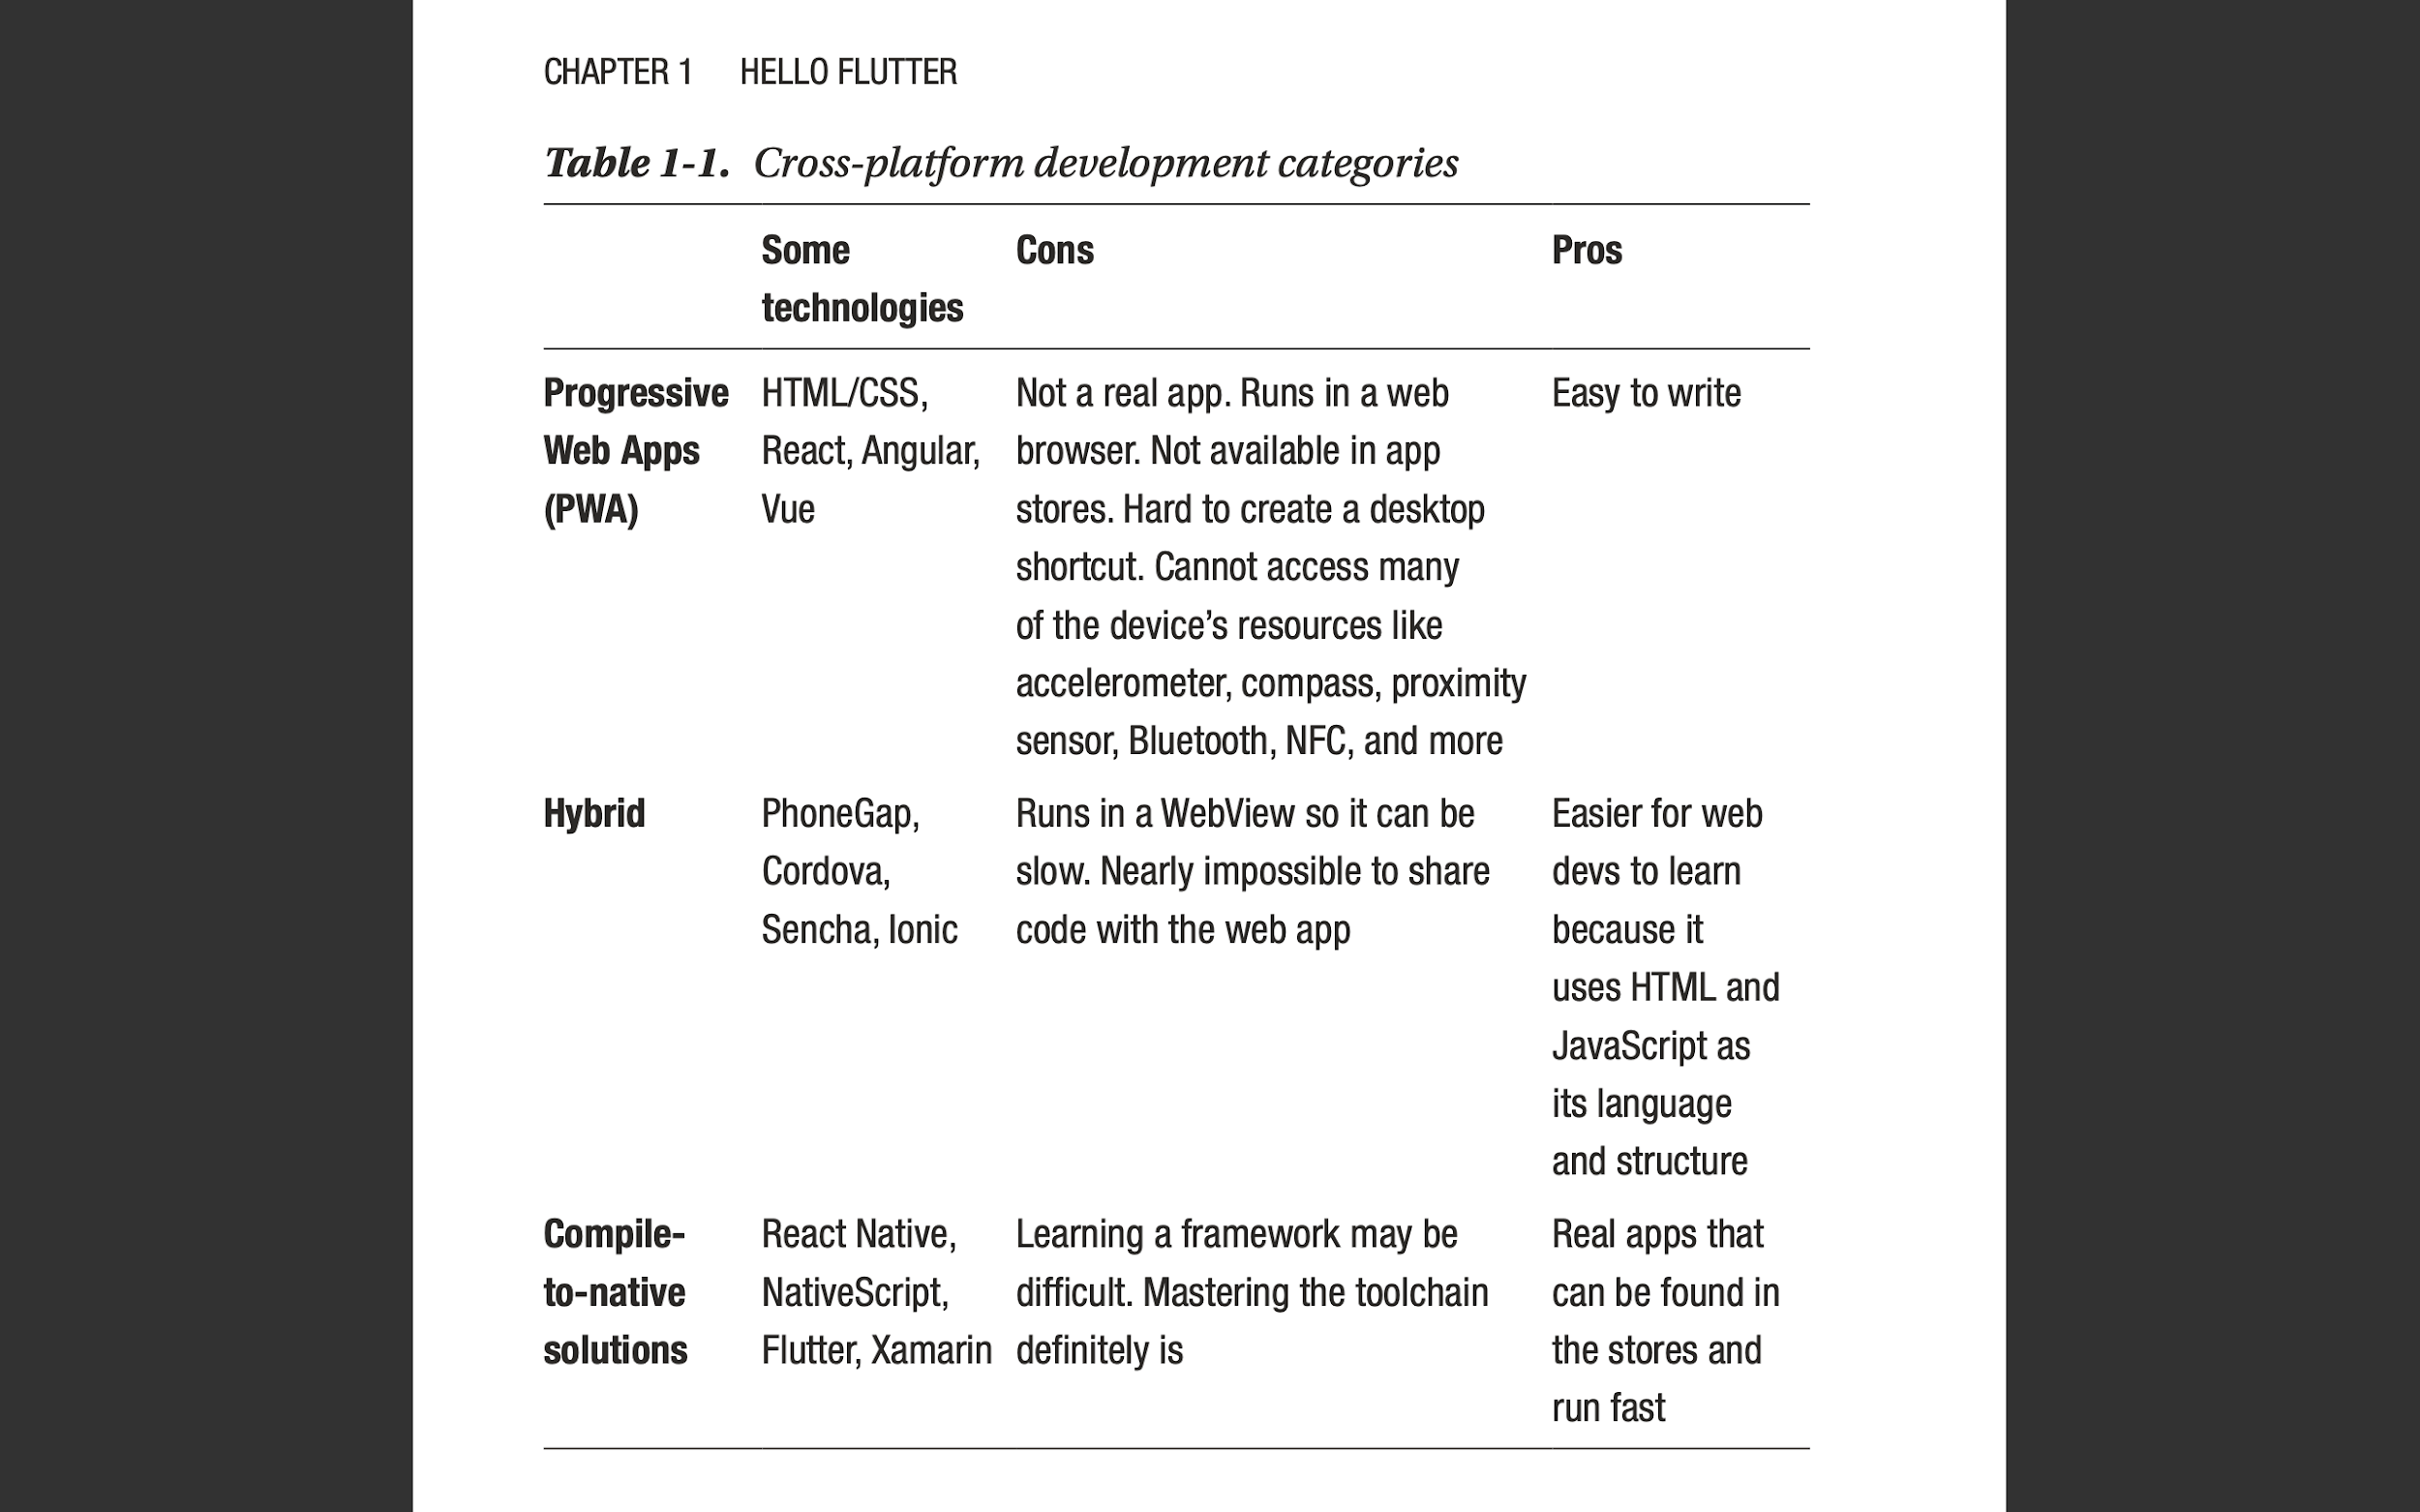 CHAPTER 1 HELLO FLUTTER
Table 1-1. Cross-platform development categories
Some
technologies
Cons
Pros
Progressive
Web Apps
(PWA)
HTML/CSS,
React, Angular,
Vue
Not a real app. Runs in a web
browser. Not available in app
stores. Hard to create a desktop
shortcut. Cannot access many
of the device’s resources like
accelerometer, compass, proximity
sensor, Bluetooth, NFC, and more
Easy to write
Hybrid
PhoneGap,
Cordova,
Sencha, Ionic
Runs in a WebView so it can be
slow. Nearly impossible to share
code with the web app
Easier for web
devs to learn
because it
uses HTML and
JavaScript as
its language
and structure
Compile-
to-native
solutions
React Native,
NativeScript,
Flutter, Xamarin
Learning a framework may be
difficult. Mastering the toolchain
definitely is
Real apps that
can be found in
the stores and
run fast